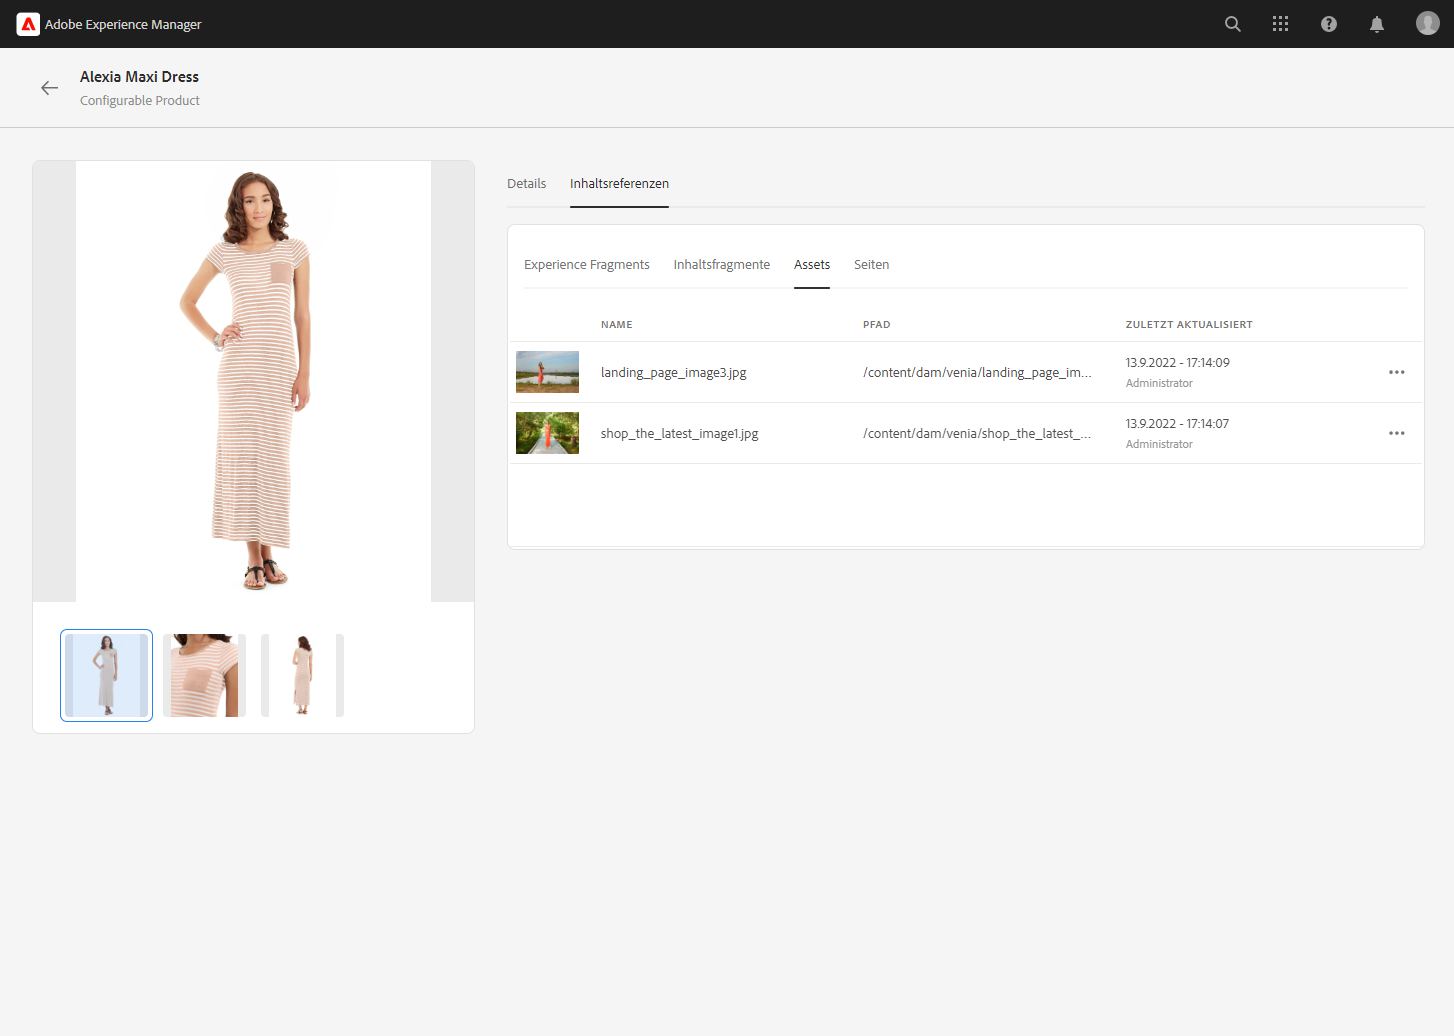 Adobe Experience Manager
Alexia Maxi Dress
Configurable Product
Details Inhaltsreferenzen
Experience Fragments Inhaltsfragmente Assets Seiten
NAME PFAD ZULETZT AKTUALISIERT
landing_page_image3.jpg /content/dam/venia/landing_page_im... 13.9.2022 - 17:14:09
Administrator
shop_the_latest_image1.jpg /content/dam/venia/shop_the_latest_... 13.9.2022 - 17:14:07
Administrator